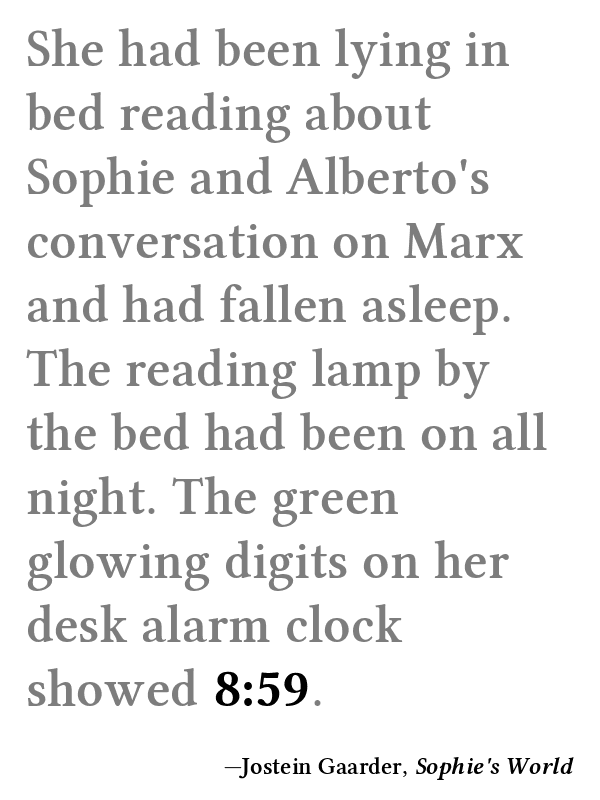 She had been lying in
bed reading about
Sophie and Alberto's
conversation on Marx
and had fallen asleep.
The reading lamp by
the bed had been on all
night. The green
glowing digits on her
desk alarm clock
showed 8:59.
—Jostein Gaarder, Sophie's World